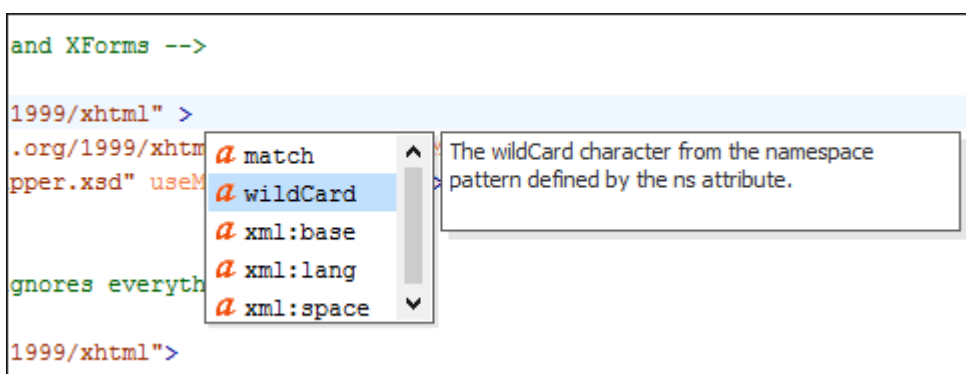 and XForms -->
1999/xhtml" >
.org/1999/xhtm
pper.xsd" useM
match
wildCard
xml:base
xml:lang
xml:space
The wildCard character from the namespace
pattern defined by the ns attribute.
gnores everyth
1999/xhtml">